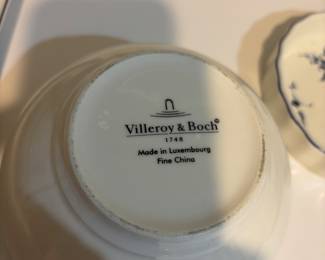 Villeroy & Boch
1748
Made in Luxembourg
Fine China